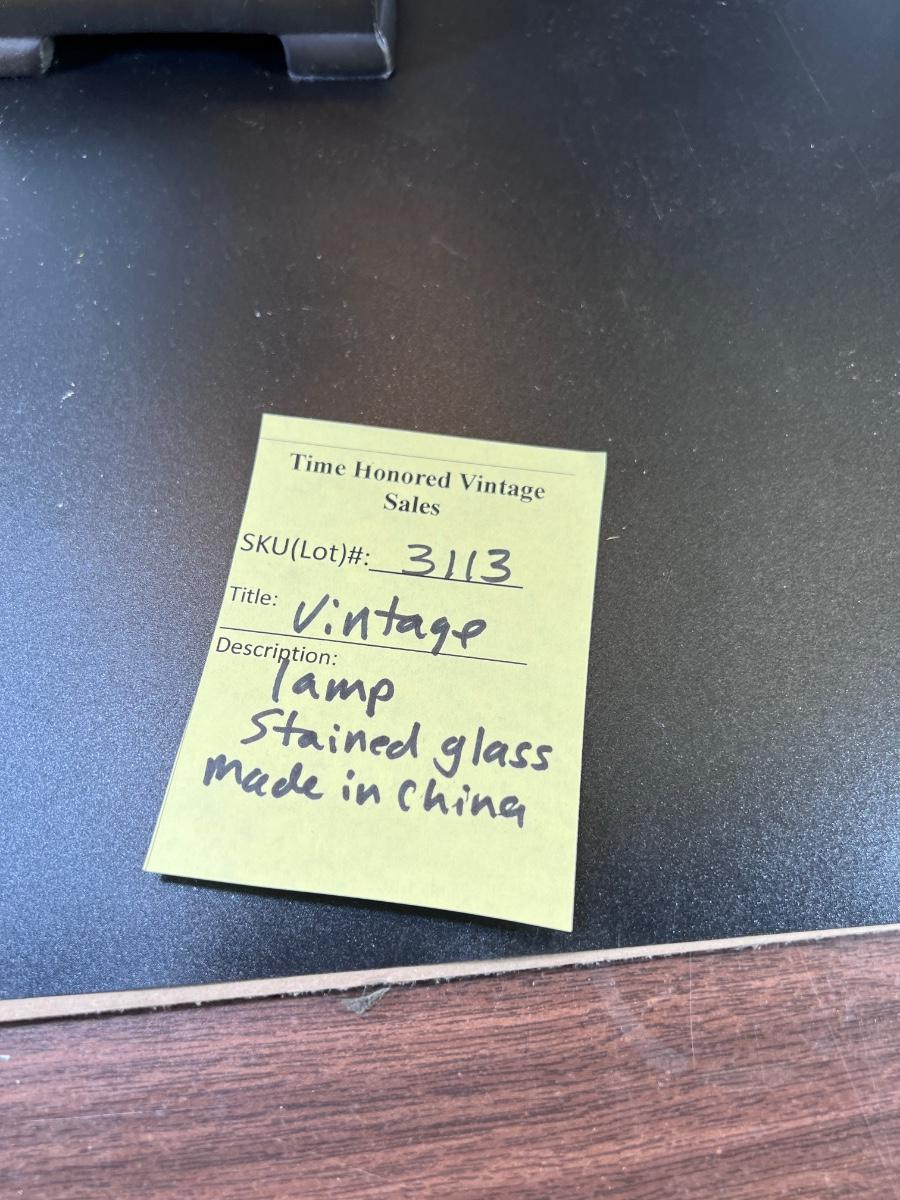 Time Honored Vintage
Sales
SKU(Lot)#: 3113
Title: Vintage
Description:
lamp
Stained glass
made in China